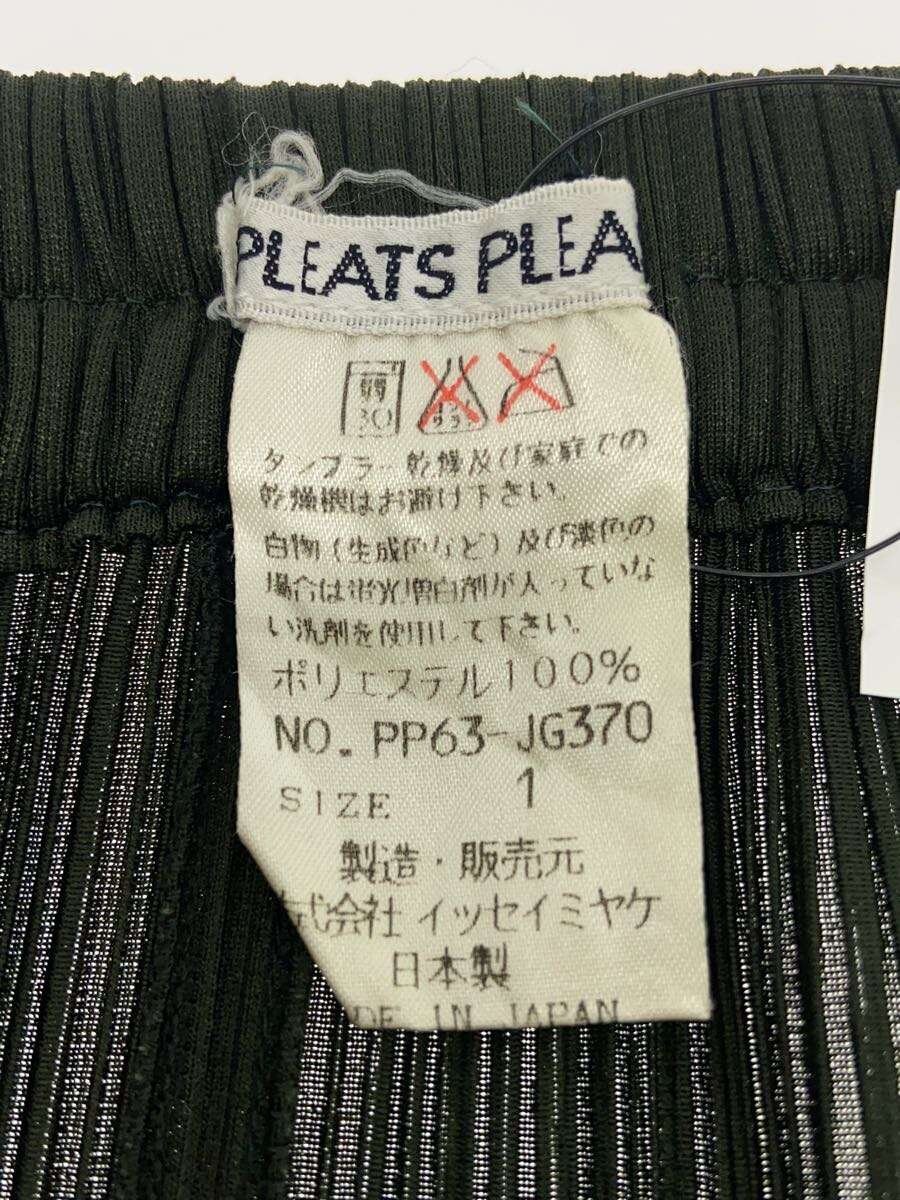 PLEATS PLEA
弱
30
タンブラー乾燥及び家庭での
乾燥機はお避け下さい。
白物(生成色など)及び淡色の
場合は蛍光増白剤が入っていな
い洗剤を使用して下さい。
ポリエステル100%
NO. PP63-JG370
SIZE 1
製造・販売元
式会社イッセイミヤケ
日本製
DE IN JAPAN